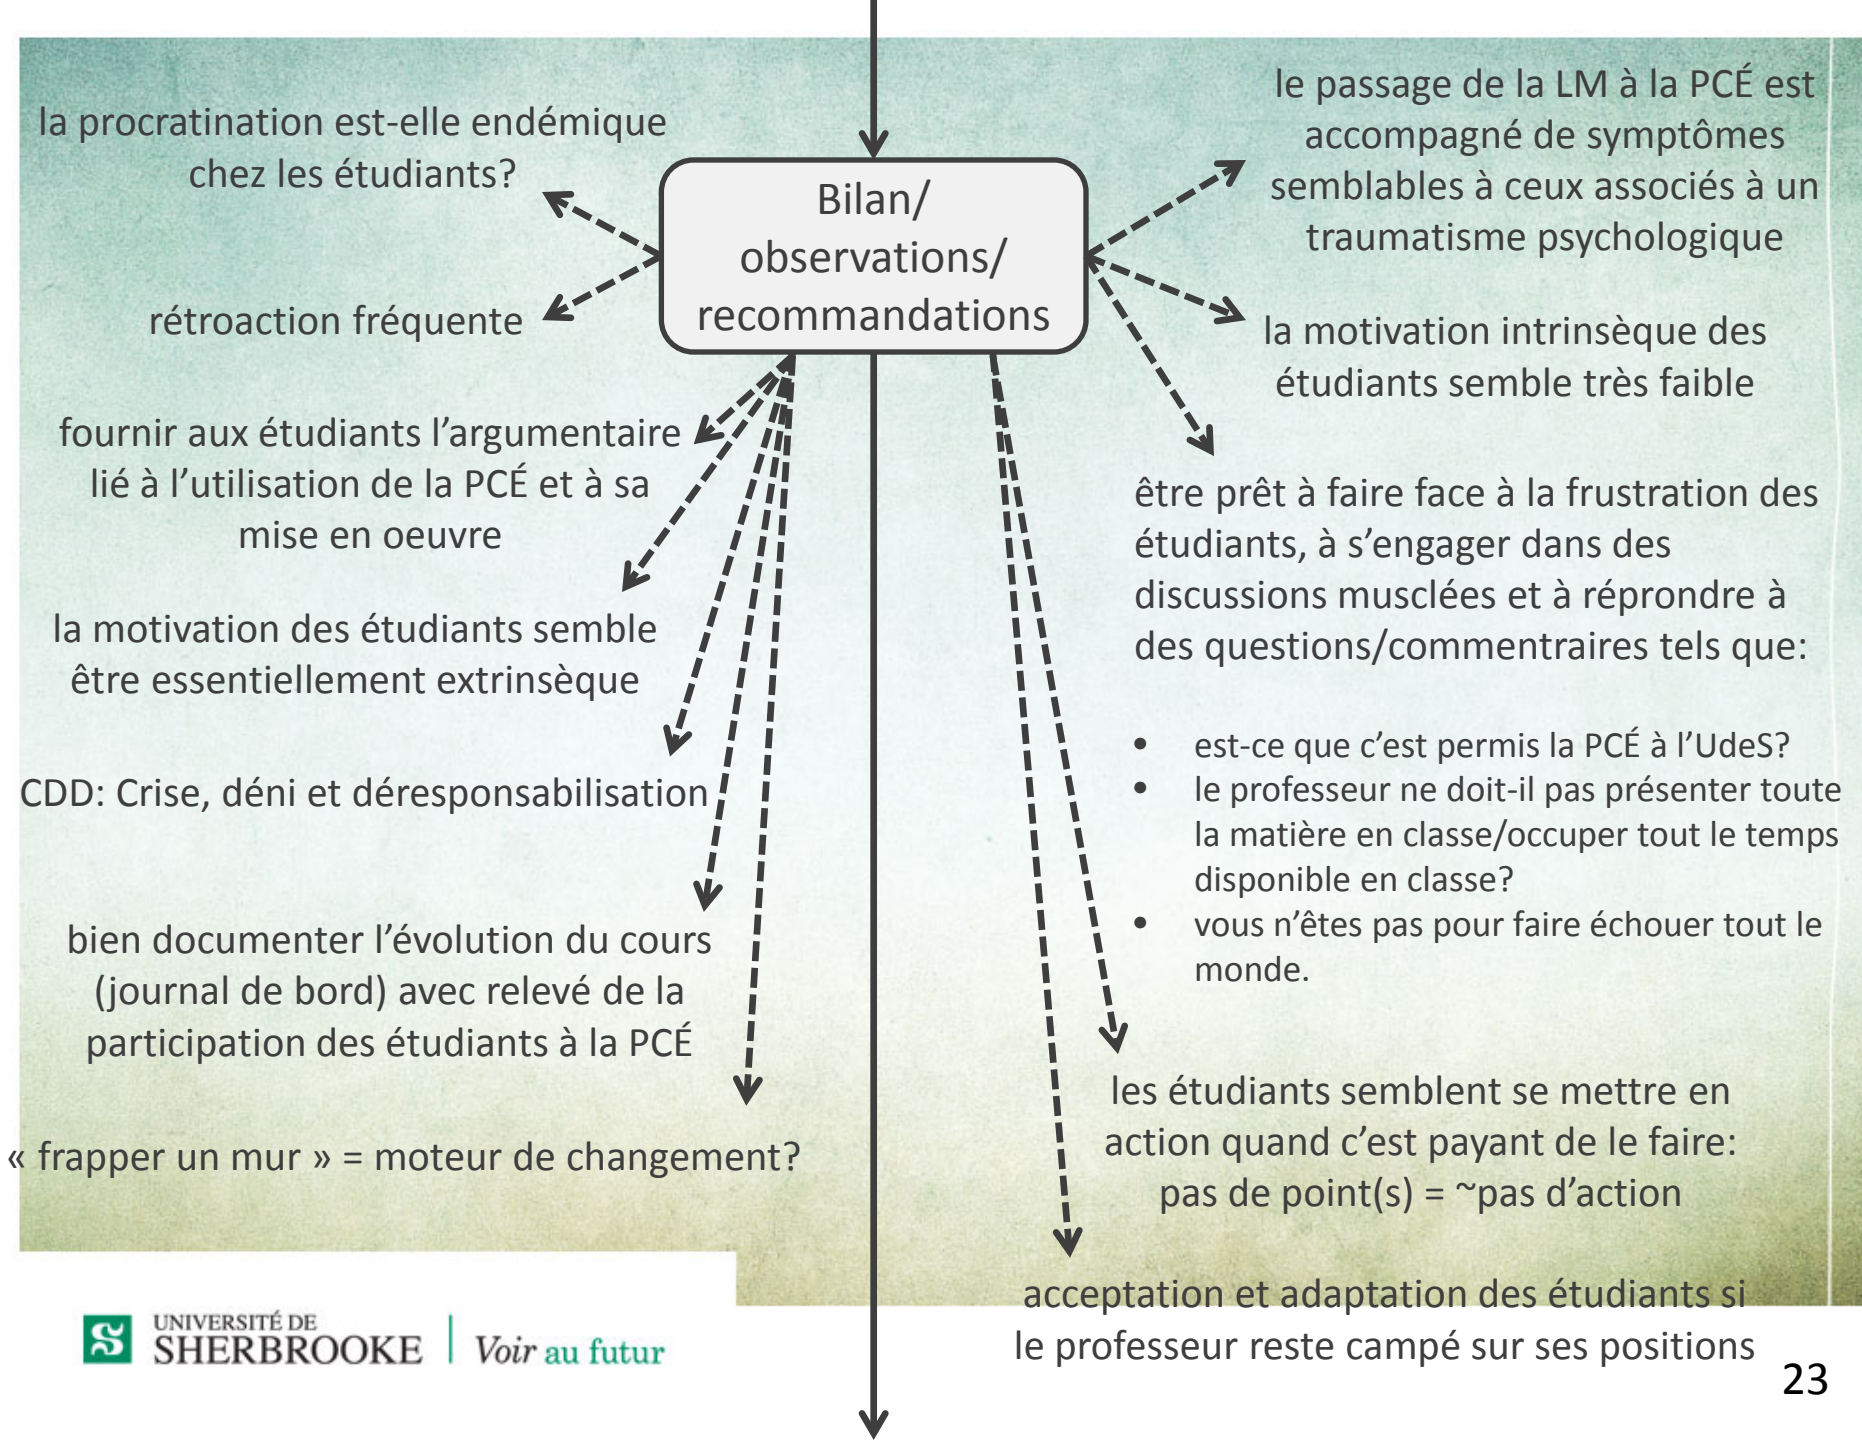 la procratination est-elle endémique
chez les étudiants?
rétroaction fréquente
fournir aux étudiants l’argumentaire
lié à l’utilisation de la PCÉ et à sa
mise en oeuvre
la motivation des étudiants semble
être essentiellement extrinsèque
CDD: Crise, déni et déresponsabilisation
bien documenter l’évolution du cours
(journal de bord) avec relevé de la
participation des étudiants à la PCÉ
« frapper un mur » = moteur de changement?
Bilan/
observations/
recommandations
le passage de la LM à la PCÉ est
accompagné de symptômes
semblables à ceux associés à un
traumatisme psychologique
la motivation intrinsèque des
étudiants semble très faible
être prêt à faire face à la frustration des
étudiants, à s’engager dans des
discussions musclées et à réprondre à
des questions/commentraires tels que:
• est-ce que c’est permis la PCÉ à l’UdeS?
• le professeur ne doit-il pas présenter toute
la matière en classe/occuper tout le temps
disponible en classe?
• vous n’êtes pas pour faire échouer tout le
monde.
les étudiants semblent se mettre en
action quand c’est payant de le faire:
pas de point(s) = ~pas d’action
acceptation et adaptation des étudiants si
le professeur reste campé sur ses positions
UNIVERSITÉ DE
SHERBROOKE
Voir au futur
23